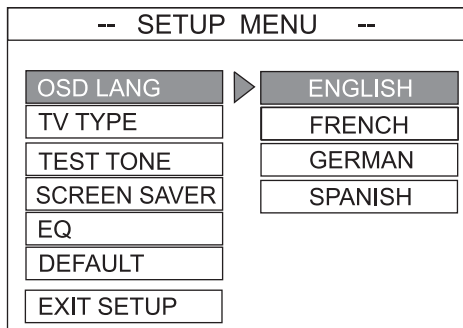 -- SETUP MENU --
OSD LANG
ENGLISH
TV TYPE
FRENCH
TEST TONE
GERMAN
SCREEN SAVER
SPANISH
EQ
DEFAULT
EXIT SETUP